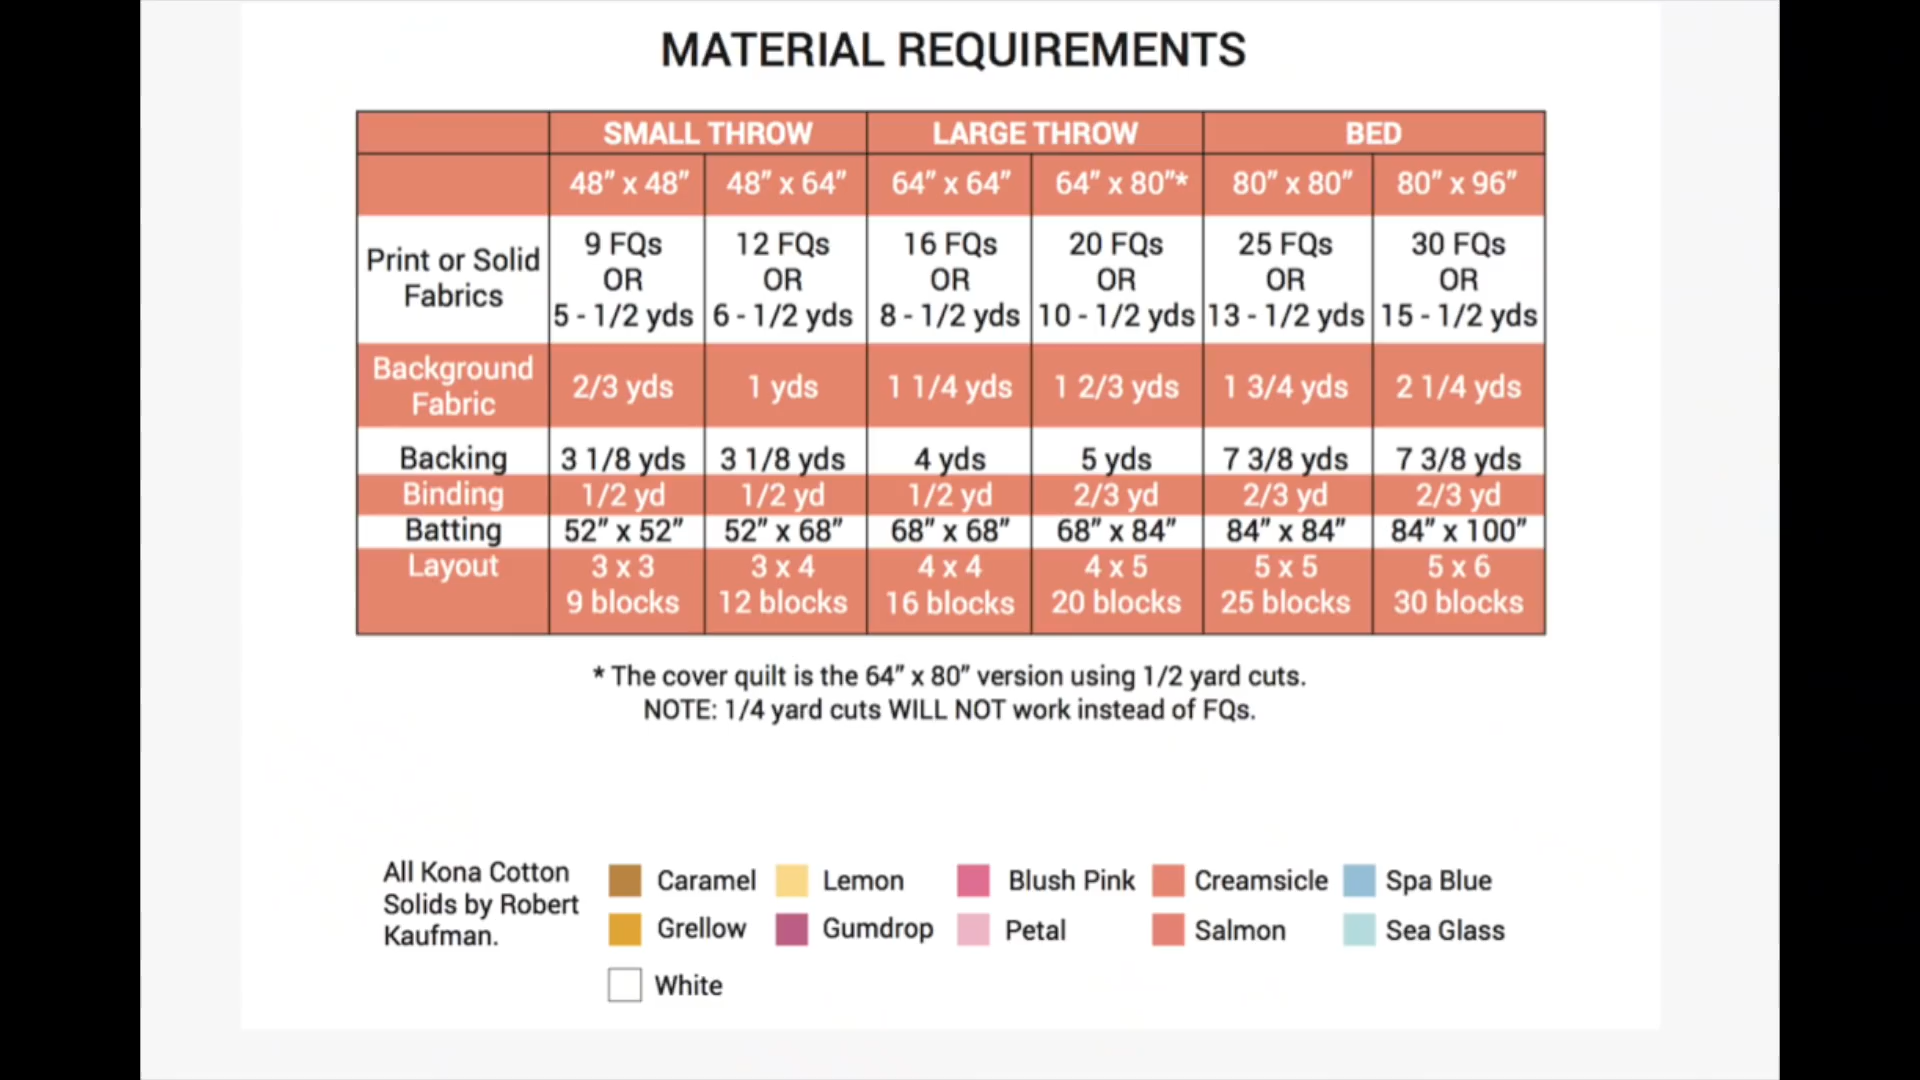 MATERIAL REQUIREMENTS
SMALL THROW LARGE THROW BED
48” x 48” 48” x 64” 64” x 64” 64” x 80”* 80” x 80” 80” x 96”
Print or Solid Fabrics 9 FQs OR 5 - 1/2 yds 12 FQs OR 6 - 1/2 yds 16 FQs OR 8 - 1/2 yds 20 FQs OR 10 - 1/2 yds 25 FQs OR 13 - 1/2 yds 30 FQs OR 15 - 1/2 yds
Background Fabric 2/3 yds 1 yds 1 1/4 yds 1 2/3 yds 1 3/4 yds 2 1/4 yds
Backing 3 1/8 yds 3 1/8 yds 4 yds 5 yds 7 3/8 yds 7 3/8 yds
Binding 1/2 yd 1/2 yd 1/2 yd 2/3 yd 2/3 yd 2/3 yd
Batting 52” x 52” 52” x 68” 68” x 68” 68” x 84” 84” x 84” 84” x 100”
Layout 3 x 3 3 x 4 4 x 4 4 x 5 5 x 5 5 x 6
9 blocks 12 blocks 16 blocks 20 blocks 25 blocks 30 blocks
* The cover quilt is the 64” x 80” version using 1/2 yard cuts.
NOTE: 1/4 yard cuts WILL NOT work instead of FQs.
All Kona Cotton
Solids by Robert
Kaufman.
Caramel Lemon Blush Pink Creamsicle Spa Blue
Grellow Gumdrop Petal Salmon Sea Glass
White